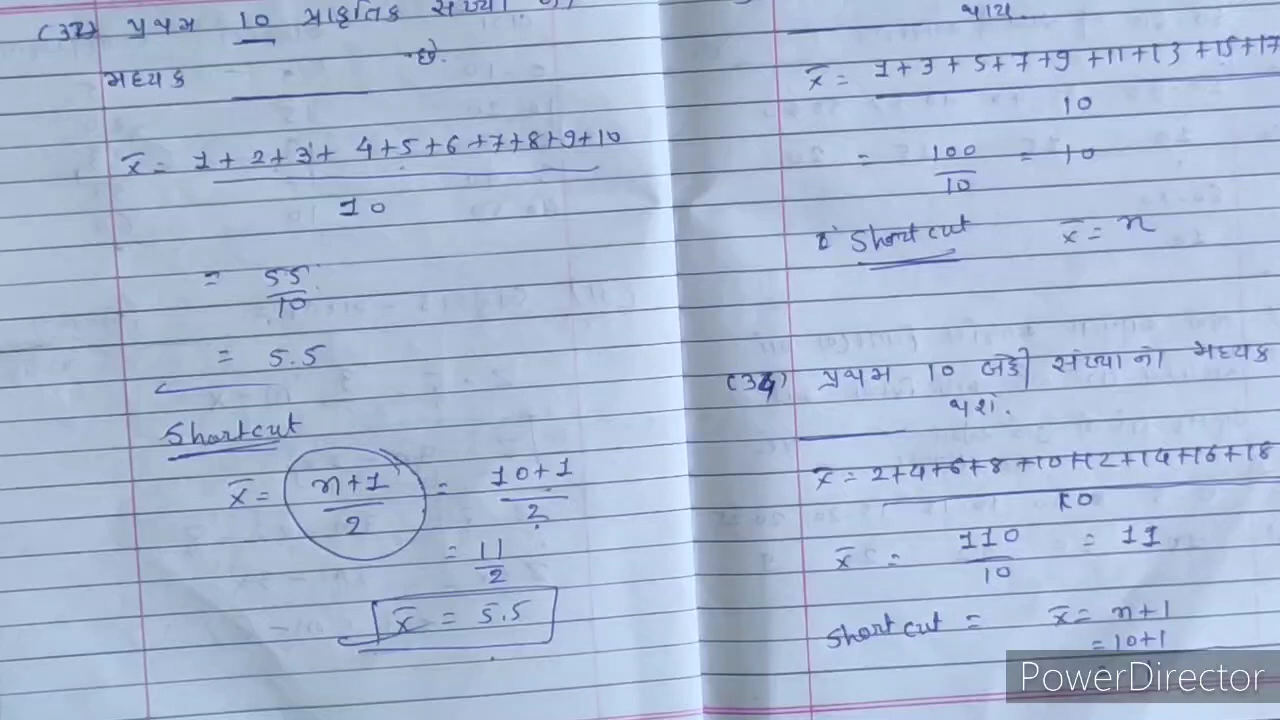 (32) પ્રથમ 10 પ્રાકૃતિક સંખ્યા
મધ્યક ______ છે.
x̄ = 1 + 2 + 3 + 4 + 5 + 6 + 7 + 8 + 9 + 10
10
= 55
10
= 5.5
Shortcut
x̄ = n+1 = 10+1
2 2
= 11
2
x̄ = 5.5
થાય.
x̄ = 1 + 3 + 5 + 7 + 9 + 11 + 13 + 15 + 17
10
= 100 = 10
10
Shortcut x̄ = n
(34) પ્રથમ 10 બેકી સંખ્યાનો મધ્યક
______ થશે.
x̄ = 2+4+6+8+10+12+14+16+18
10
x̄ = 110 = 11
10
Shortcut = x̄ = n+1
= 10+1
PowerDirector